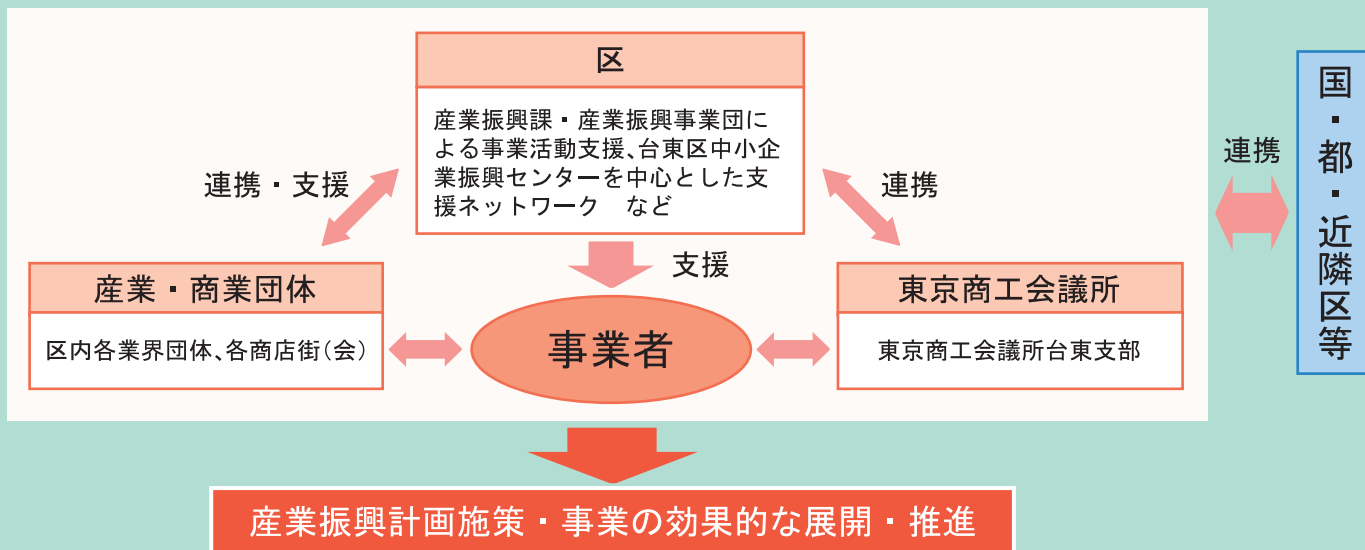 区
産業振興課・産業振興事業団に
よる事業活動支援、台東区中小企
業振興センターを中心とした支
援ネットワーク　など
連携・支援
連携
連携
国・都・近隣区等
支援
産業・商業団体
区内各業界団体、各商店街（会）
事業者
東京商工会議所
東京商工会議所台東支部
産業振興計画施策・事業の効果的な展開・推進